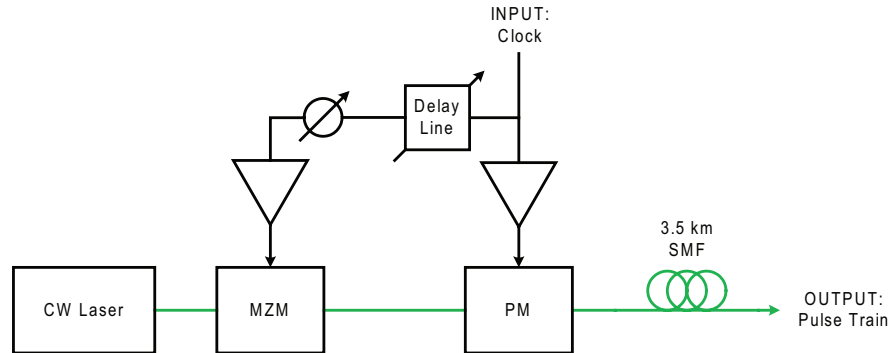 INPUT:
Clock
Delay
Line
3.5 km
SMF
CW Laser
MZM
PM
OUTPUT:
Pulse Train